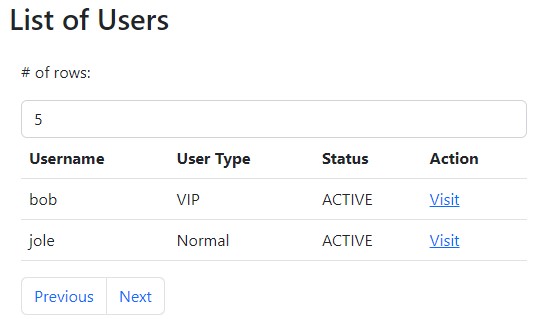 List of Users
# of rows:
5
Username User Type Status Action
bob VIP ACTIVE Visit
jole Normal ACTIVE Visit
Previous Next